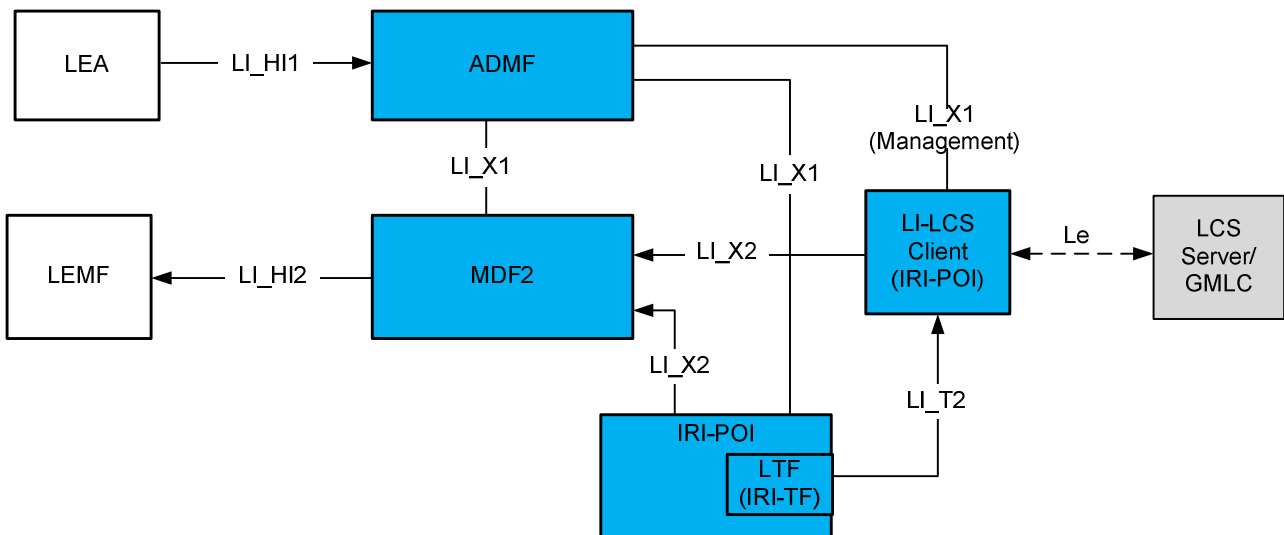 LEA
LI_HI1
ADMF
LI_X1
(Management)
LI_X1
LI_X1
LEMF
LI_HI2
MDF2
LI_X2
LI-LCS
Client
(IRI-POI)
Le
LCS
Server/
GMLC
LI_X2
LI_T2
IRI-POI
LTF
(IRI-TF)